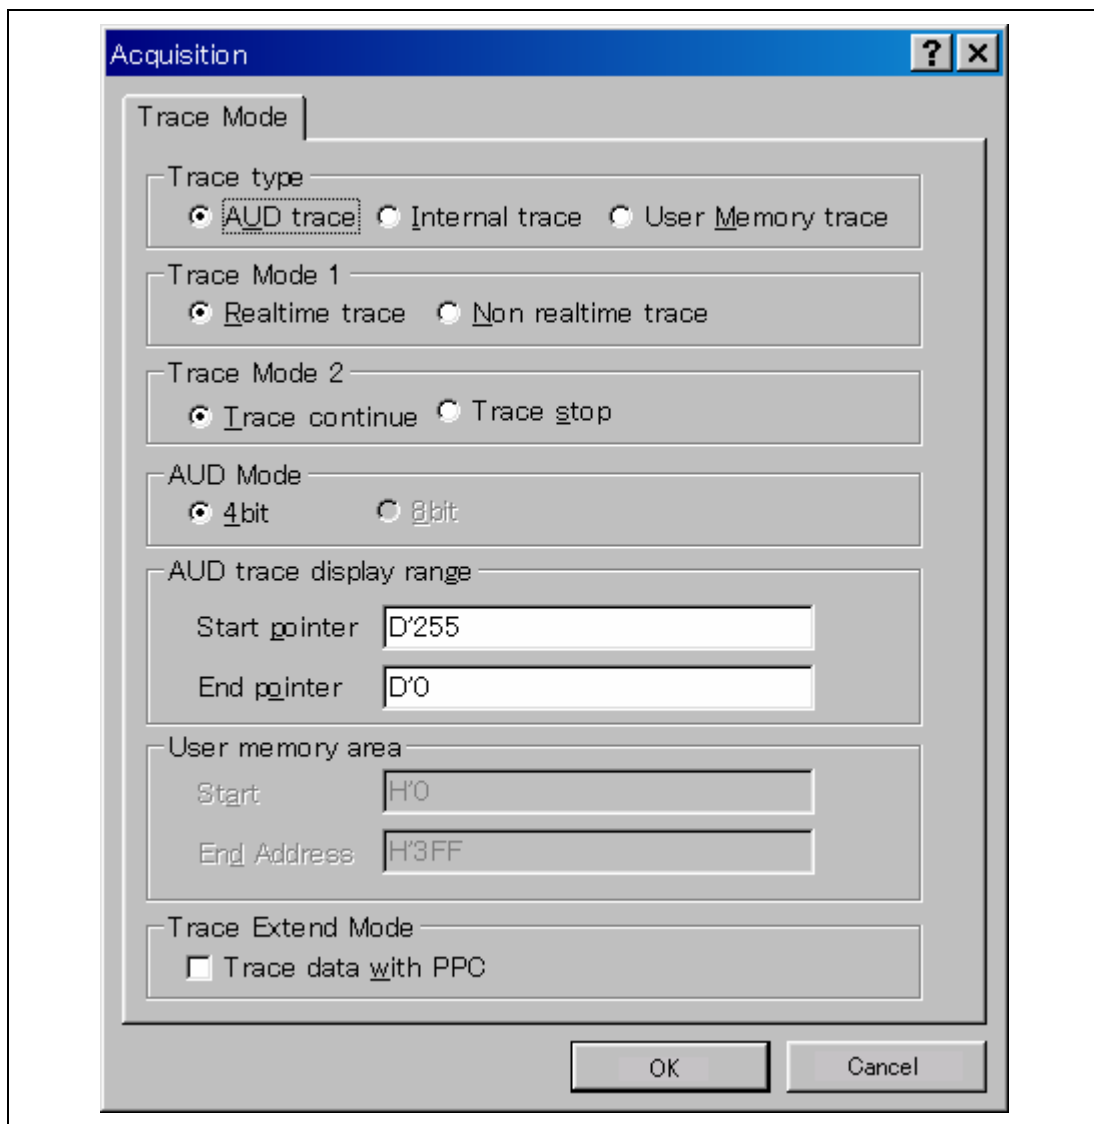 Acquisition
Trace Mode
Trace type
AUD trace Internal trace User Memory trace
Trace Mode 1
Realtime trace Non realtime trace
Trace Mode 2
Trace continue Trace stop
AUD Mode
4bit 8bit
AUD trace display range
Start pointer D'255
End pointer D'0
User memory area
Start H'0
End Address H'3FF
Trace Extend Mode
Trace data with PPC
OK Cancel